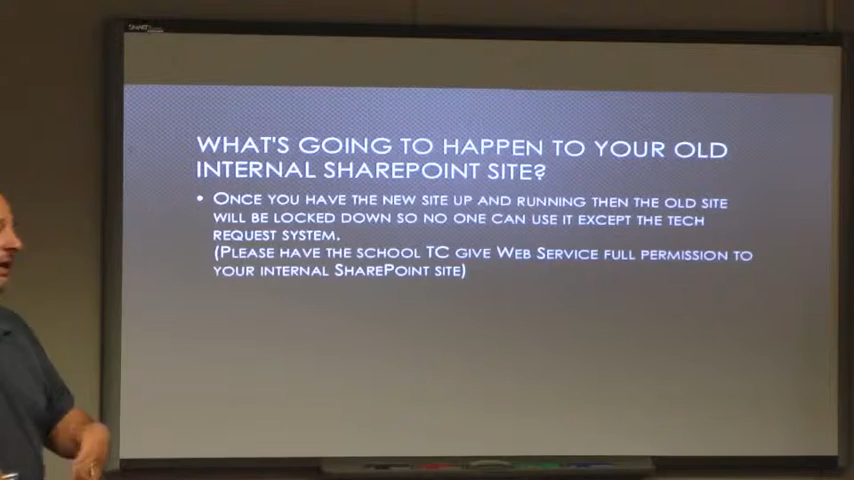 SMART
WHAT'S GOING TO HAPPEN TO YOUR OLD
INTERNAL SHAREPOINT SITE?
• ONCE YOU HAVE THE NEW SITE UP AND RUNNING THEN THE OLD SITE
WILL BE LOCKED DOWN SO NO ONE CAN USE IT EXCEPT THE TECH
REQUEST SYSTEM.
(PLEASE HAVE THE SCHOOL TC GIVE WEB SERVICE FULL PERMISSION TO
YOUR INTERNAL SHAREPOINT SITE)